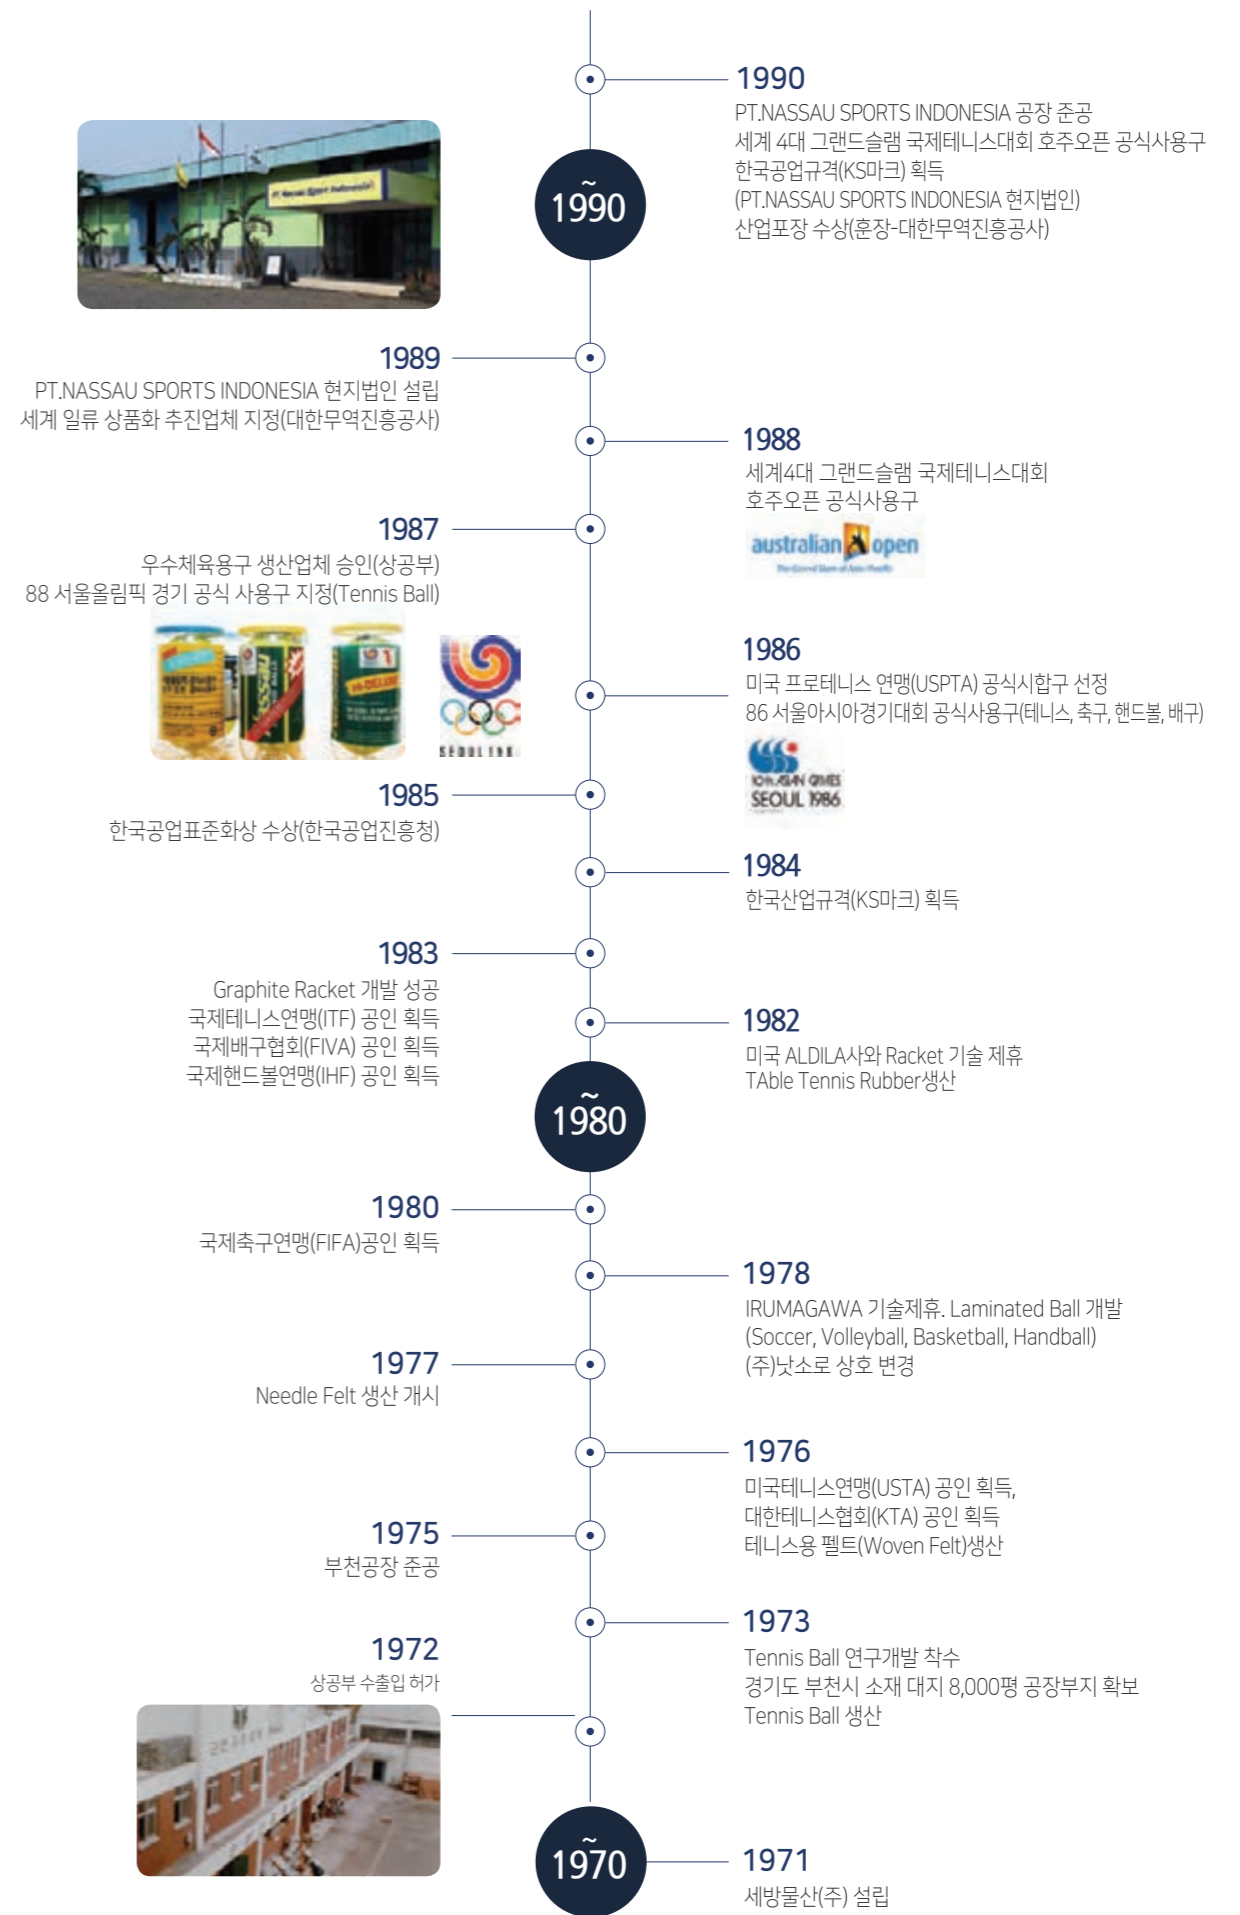 1990
PT.NASSAU SPORTS INDONESIA 공장 준공
세계 4대 그랜드슬램 국제테니스대회 호주오픈 공식사용구
한국공업규격(KS마크) 획득
(PT.NASSAU SPORTS INDONESIA 현지법인)
산업포장 수상(훈장-대한무역진흥공사)
PT. Nassau Sport Indonesia
~
1990
1989
PT.NASSAU SPORTS INDONESIA 현지법인 설립
세계 일류 상품화 추진업체 지정(대한무역진흥공사)
1988
세계4대 그랜드슬램 국제테니스대회
호주오픈 공식사용구
australian open
The Grand Slam of Asia/Pacific
1987
우수체육용구 생산업체 승인(상공부)
88 서울올림픽 경기 공식 사용구 지정(Tennis Ball)
NASSAU
HI-DELUXE
1986
미국 프로테니스 연맹(USPTA) 공식시합구 선정
86 서울아시아경기대회 공식사용구(테니스, 축구, 핸드볼, 배구)
10th ASIAN GAMES
SEOUL 1986
1985
한국공업표준화상 수상(한국공업진흥청)
1984
한국산업규격(KS마크) 획득
1983
Graphite Racket 개발 성공
국제테니스연맹(ITF) 공인 획득
국제배구협회(FIVA) 공인 획득
국제핸드볼연맹(IHF) 공인 획득
1982
미국 ALDILA사와 Racket 기술 제휴
TAble Tennis Rubber생산
~
1980
1980
국제축구연맹(FIFA)공인 획득
1978
IRUMAGAWA 기술제휴. Laminated Ball 개발
(Soccer, Volleyball, Basketball, Handball)
(주)낫소로 상호 변경
1977
Needle Felt 생산 개시
1976
미국테니스연맹(USTA) 공인 획득,
대한테니스협회(KTA) 공인 획득
테니스용 펠트(Woven Felt)생산
1975
부천공장 준공
1973
Tennis Ball 연구개발 착수
경기도 부천시 소재 대지 8,000평 공장부지 확보
Tennis Ball 생산
1972
상공부 수출입 허가
~
1970
1971
세방물산(주) 설립